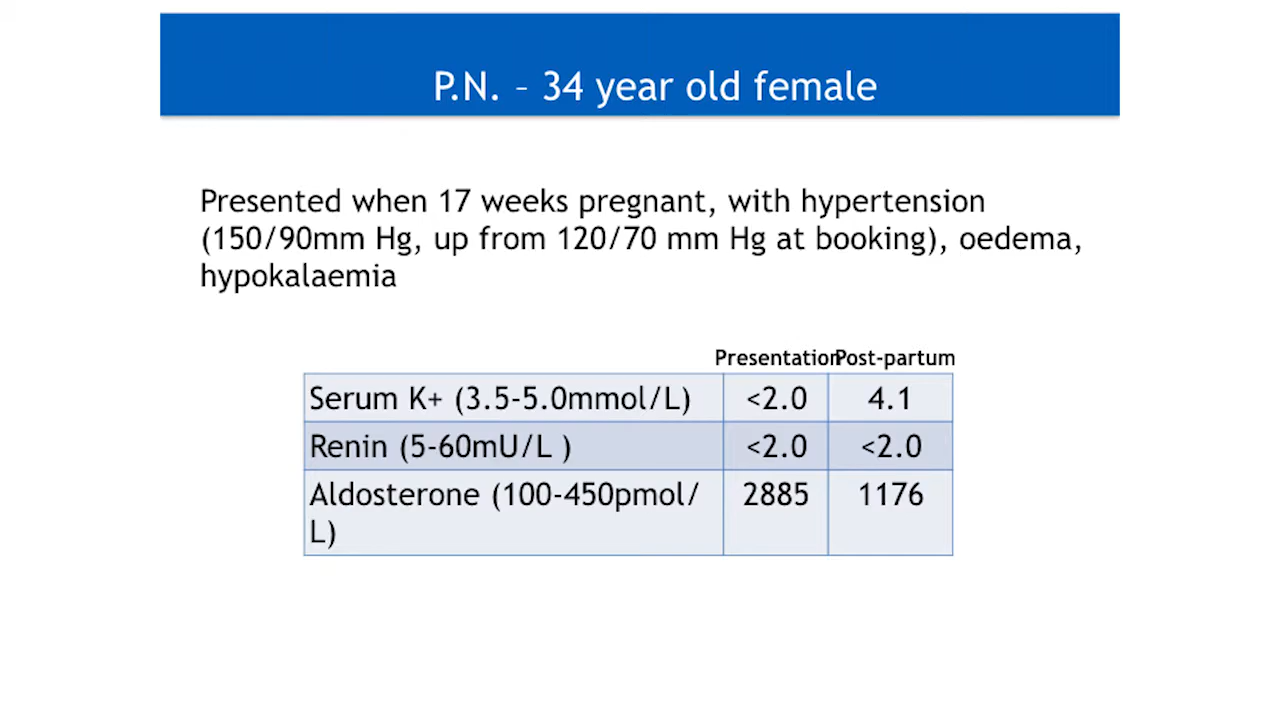 P.N. – 34 year old female
Presented when 17 weeks pregnant, with hypertension
(150/90mm Hg, up from 120/70 mm Hg at booking), oedema,
hypokalaemia
Presentation Post-partum
Serum K+ (3.5-5.0mmol/L) <2.0 4.1
Renin (5-60mU/L ) <2.0 <2.0
Aldosterone (100-450pmol/ 2885 1176
L)